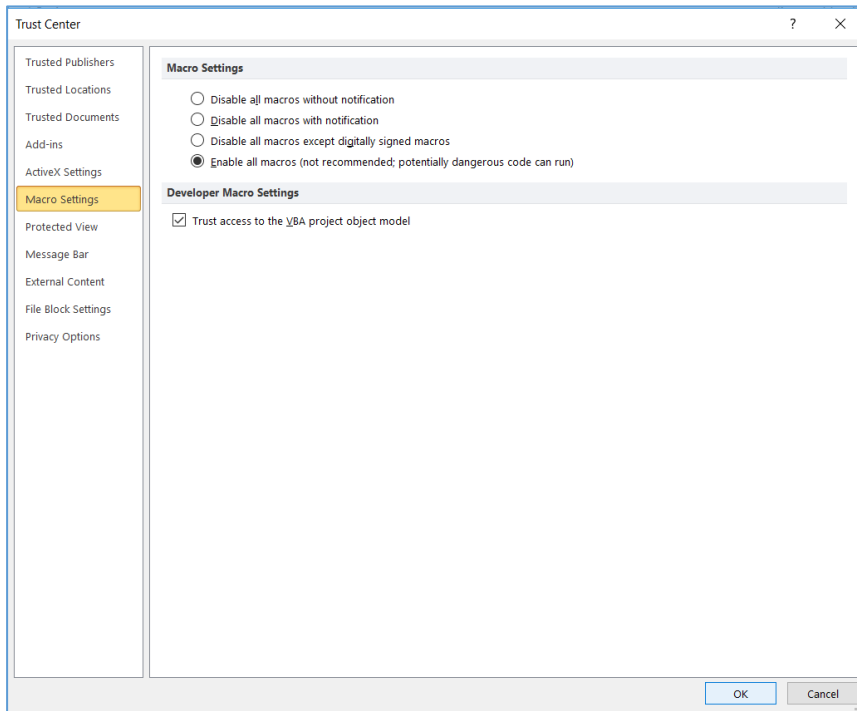 Trust Center
?
Trusted Publishers
Trusted Locations
Trusted Documents
Add-ins
ActiveX Settings
Macro Settings
Protected View
Message Bar
External Content
File Block Settings
Privacy Options
Macro Settings
Disable all macros without notification
Disable all macros with notification
Disable all macros except digitally signed macros
Enable all macros (not recommended; potentially dangerous code can run)
Developer Macro Settings
Trust access to the VBA project object model
OK
Cancel